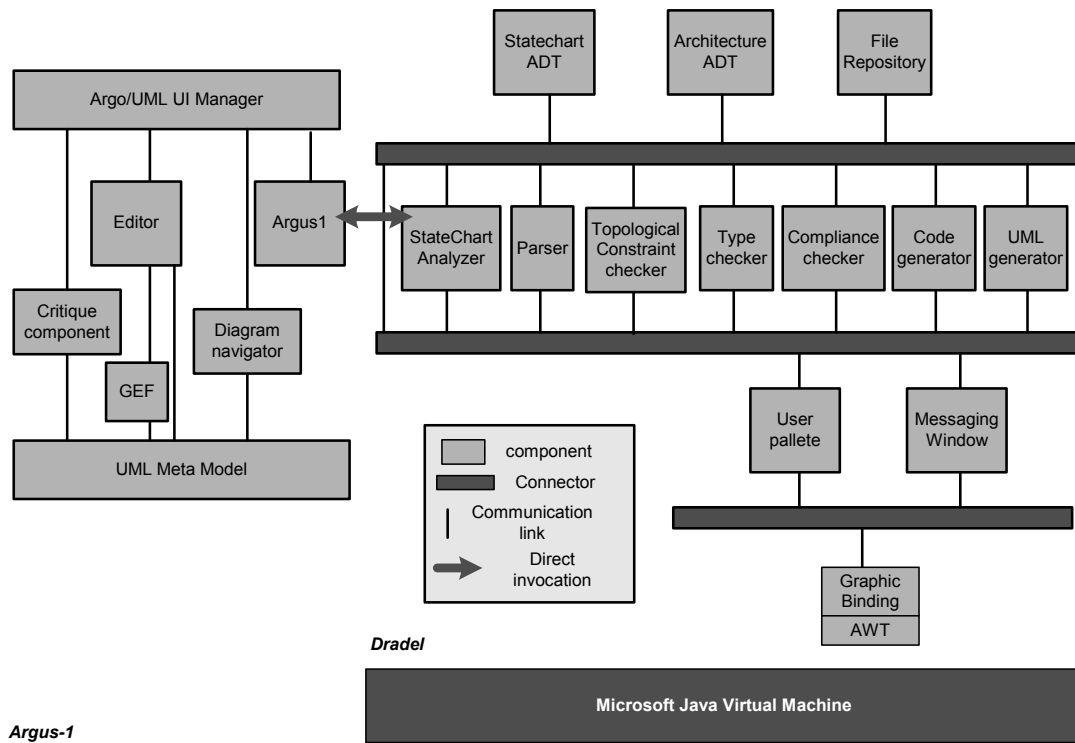 Statechart
ADT
Architecture
ADT
File
Repository
Argo/UML UI Manager
Editor
Argus1
StateChart
Analyzer
Parser
Topological
Constraint
checker
Type
checker
Compliance
checker
Code
generator
UML
generator
Critique
component
Diagram
navigator
GEF
UML Meta Model
User
pallete
Messaging
Window
component
Connector
Communication
link
Direct
invocation
Graphic
Binding
AWT
Dradel
Microsoft Java Virtual Machine
Argus-1